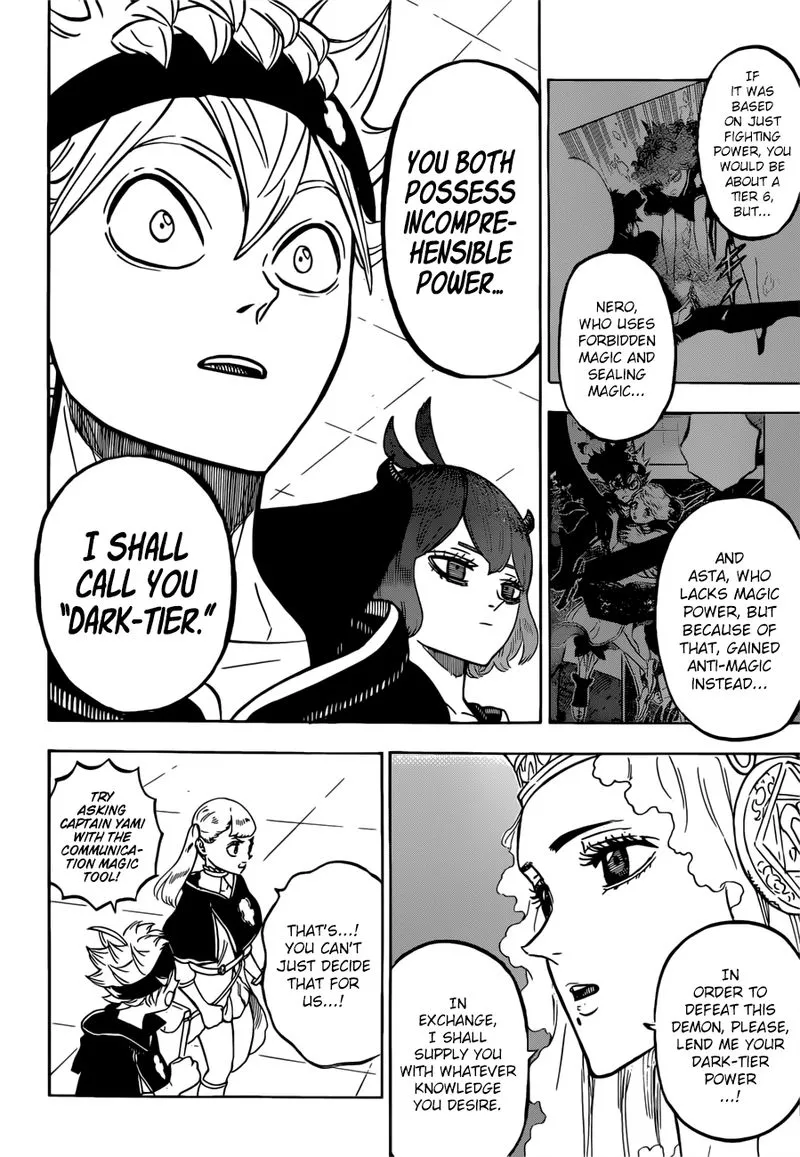 IF
IT WAS
BASED
ON JUST
FIGHTING
POWER, YOU
WOULD BE
ABOUT A
TIER 6,
BUT...
NERO,
WHO USES
FORBIDDEN
MAGIC AND
SEALING
MAGIC...
AND
ASTA, WHO
LACKS MAGIC
POWER, BUT
BECAUSE OF
THAT, GAINED
ANTI-MAGIC
INSTEAD...
YOU BOTH
POSSESS
INCOMPRE-
HENSIBLE
POWER...
I SHALL
CALL YOU
"DARK-TIER."
IN
ORDER TO
DEFEAT THIS
DEMON, PLEASE,
LEND ME YOUR
DARK-TIER
POWER
...!
IN
EXCHANGE,
I SHALL
SUPPLY YOU
WITH WHATEVER
KNOWLEDGE
YOU DESIRE.
THAT'S...!
YOU CAN'T
JUST DECIDE
THAT FOR
US...!
TRY
ASKING
CAPTAIN YAMI
WITH THE
COMMUNICA-
TION MAGIC
TOOL!